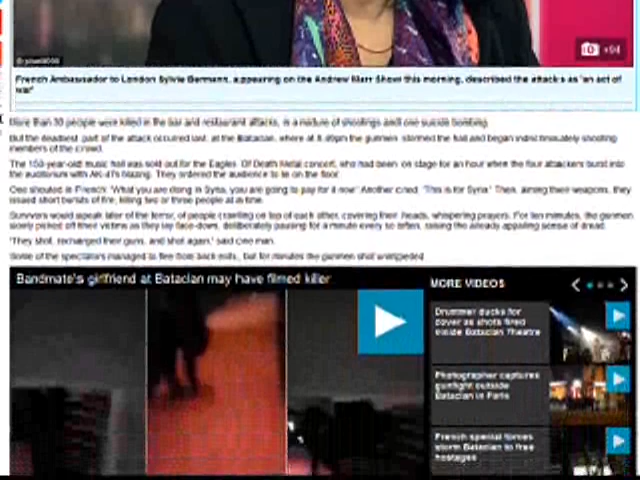 +94
French Ambassador to London Sylvie Bermann, appearing on the Andrew Marr Show this morning, described the attacks as 'an act of
war'
More than 30 people were killed in the bar and restaurant attacks, in a mixture of shootings and one suicide bombing.
But the deadliest part of the attack occurred last, at the Bataclan, where at 9.49pm the gunmen stormed the hall and began indiscriminately shooting
members of the crowd.
The 150-year-old music hall was sold out for the Eagles Of Death Metal concert, who had been on stage for an hour when the four attackers burst into
the auditorium with AK-47s blazing. They ordered the audience to lie on the floor.
One shouted in French: 'What you are doing in Syria, you are going to pay for it now' Another cried: 'This is for Syria.' Then, aiming their weapons, they
issued short bursts of fire, killing two or three people at a time.
Survivors would speak later of the terror, of people crawling on top of each other, covering their heads, whispering prayers. For ten minutes, the gunmen
slowly picked off their victims as they lay face-down, deliberately pausing for a minute every so often, raising the already appalling sense of dread.
'They shot, recharged their guns, and shot again,' said one man.
Some of the spectators managed to flee from back exits, but for minutes the gunmen shot unimpeded
Bandmate's girlfriend at Bataclan may have filmed killer
MORE VIDEOS
Drummer ducks for
cover as shots fired
inside Bataclan Theatre
Photographer captures
gunfight outside
Bataclan in Paris
French special forces
storm Bataclan to free
hostages